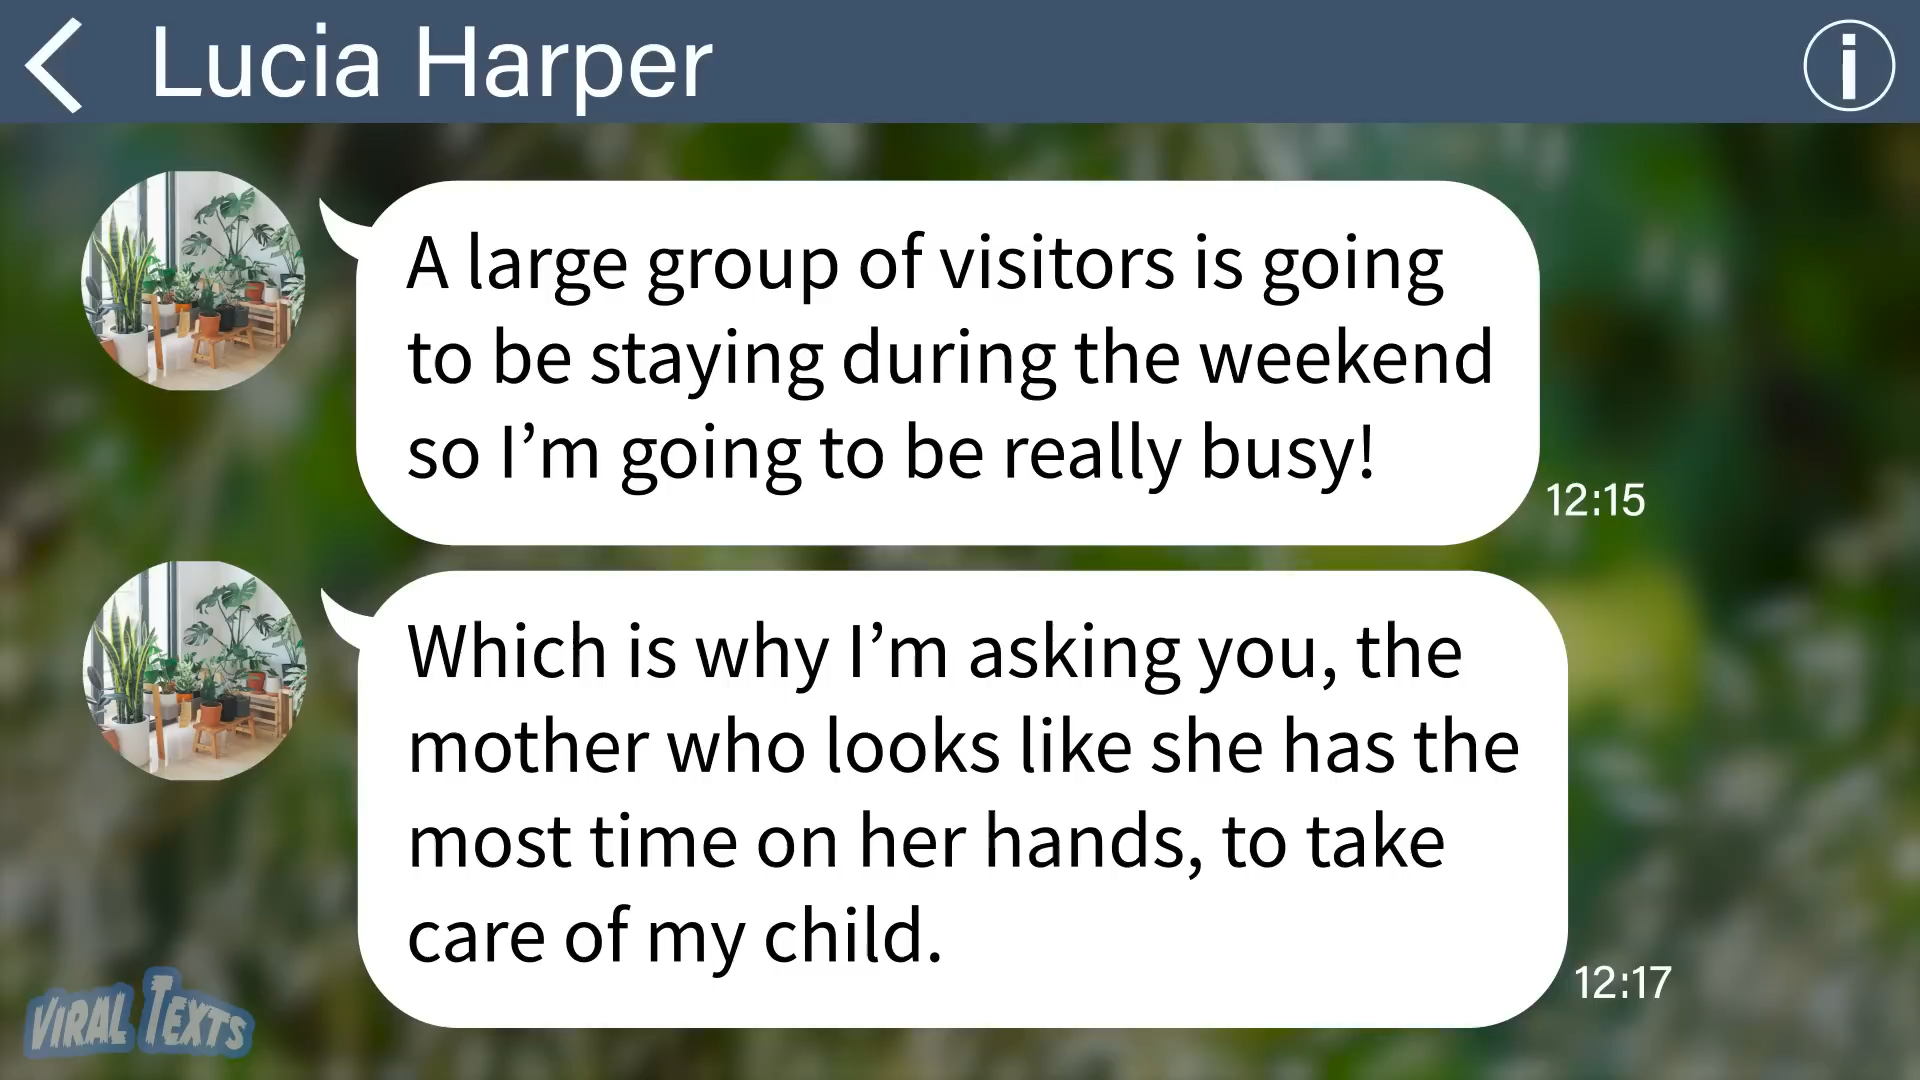 Lucia Harper
A large group of visitors is going
to be staying during the weekend
so I’m going to be really busy!
12:15
Which is why I’m asking you, the
mother who looks like she has the
most time on her hands, to take
care of my child.
12:17
VIRAL TEXTS